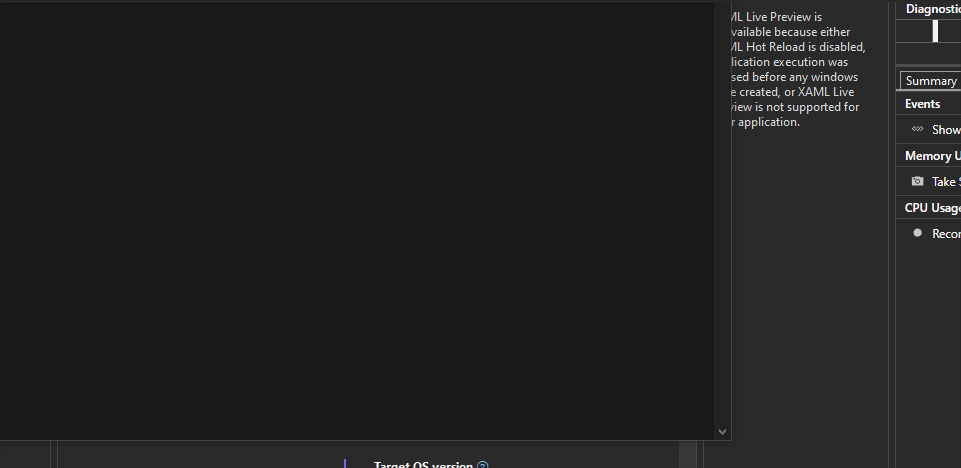 ML Live Preview is
vailable because either
ML Hot Reload is disabled,
lication execution was
sed before any windows
e created, or XAML Live
view is not supported for
r application.
Diagnostic
Summary
Events
Show
Memory U
Take S
CPU Usage
Recor
Target OS version